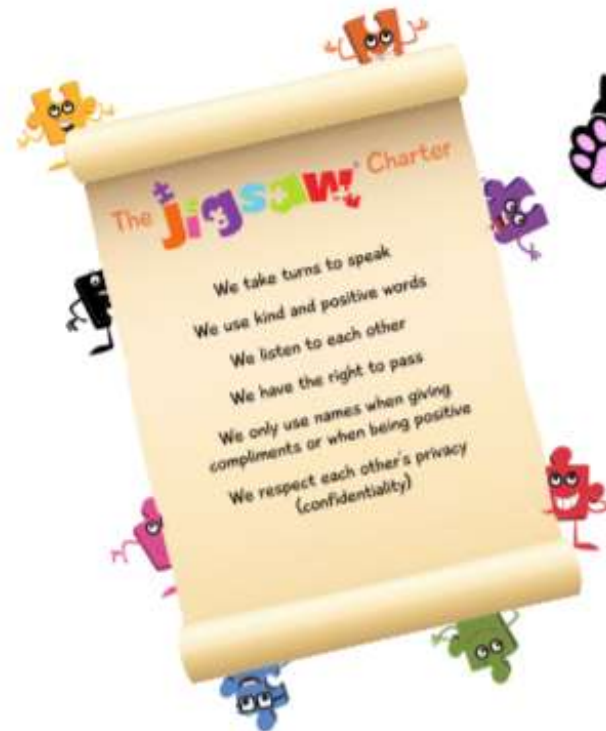 The Jigsaw Charter
We take turns to speak
We use kind and positive words
We listen to each other
We have the right to pass
We only use names when giving
compliments or when being positive
We respect each other's privacy
(confidentiality)